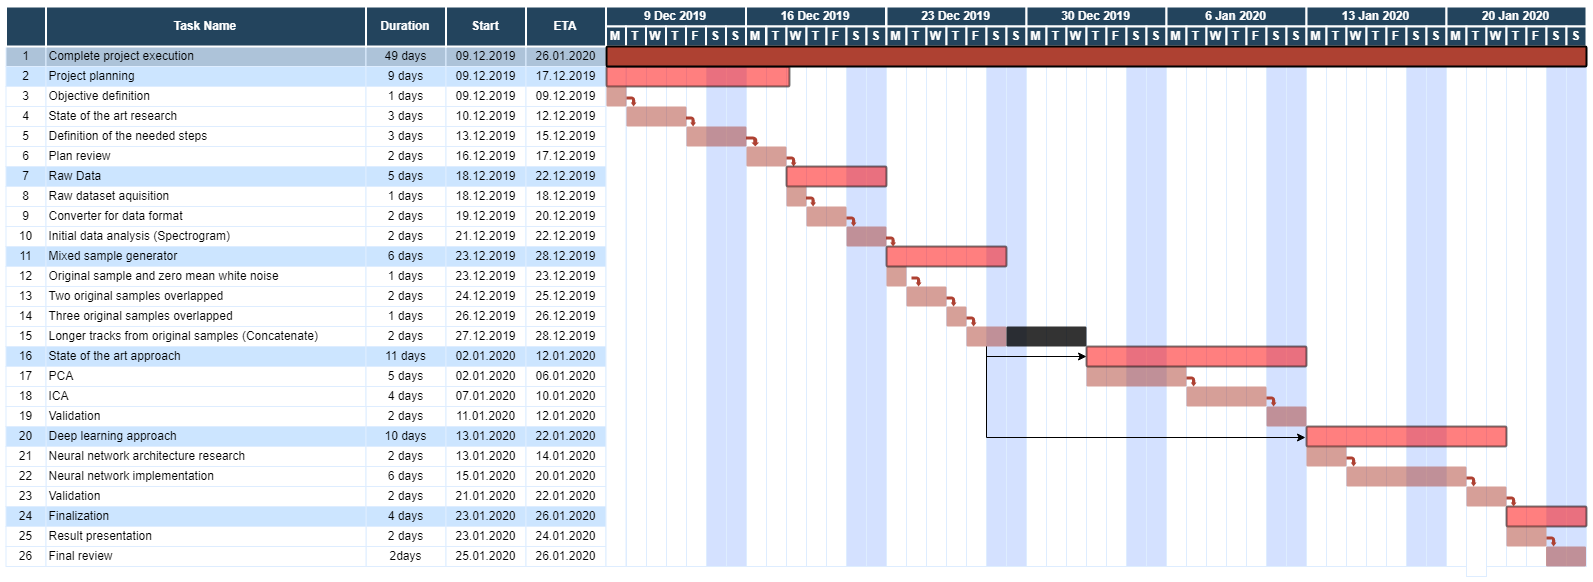 Task Name Duration Start ETA 9 Dec 2019 16 Dec 2019 23 Dec 2019 30 Dec 2019 6 Jan 2020 13 Jan 2020 20 Jan 2020
M T W T F S S M T W T F S S M T W T F S S M T W T F S S M T W T F S S M T W T F S S M T W T F S S
1 Complete project execution 49 days 09.12.2019 26.01.2020
2 Project planning 9 days 09.12.2019 17.12.2019
3 Objective definition 1 days 09.12.2019 09.12.2019
4 State of the art research 3 days 10.12.2019 12.12.2019
5 Definition of the needed steps 3 days 13.12.2019 15.12.2019
6 Plan review 2 days 16.12.2019 17.12.2019
7 Raw Data 5 days 18.12.2019 22.12.2019
8 Raw dataset aquisition 1 days 18.12.2019 18.12.2019
9 Converter for data format 2 days 19.12.2019 20.12.2019
10 Initial data analysis (Spectrogram) 2 days 21.12.2019 22.12.2019
11 Mixed sample generator 6 days 23.12.2019 28.12.2019
12 Original sample and zero mean white noise 1 days 23.12.2019 23.12.2019
13 Two original samples overlapped 2 days 24.12.2019 25.12.2019
14 Three original samples overlapped 1 days 26.12.2019 26.12.2019
15 Longer tracks from original samples (Concatenate) 2 days 27.12.2019 28.12.2019
16 State of the art approach 11 days 02.01.2020 12.01.2020
17 PCA 5 days 02.01.2020 06.01.2020
18 ICA 4 days 07.01.2020 10.01.2020
19 Validation 2 days 11.01.2020 12.01.2020
20 Deep learning approach 10 days 13.01.2020 22.01.2020
21 Neural network architecture research 2 days 13.01.2020 14.01.2020
22 Neural network implementation 6 days 15.01.2020 20.01.2020
23 Validation 2 days 21.01.2020 22.01.2020
24 Finalization 4 days 23.01.2020 26.01.2020
25 Result presentation 2 days 23.01.2020 24.01.2020
26 Final review 2days 25.01.2020 26.01.2020